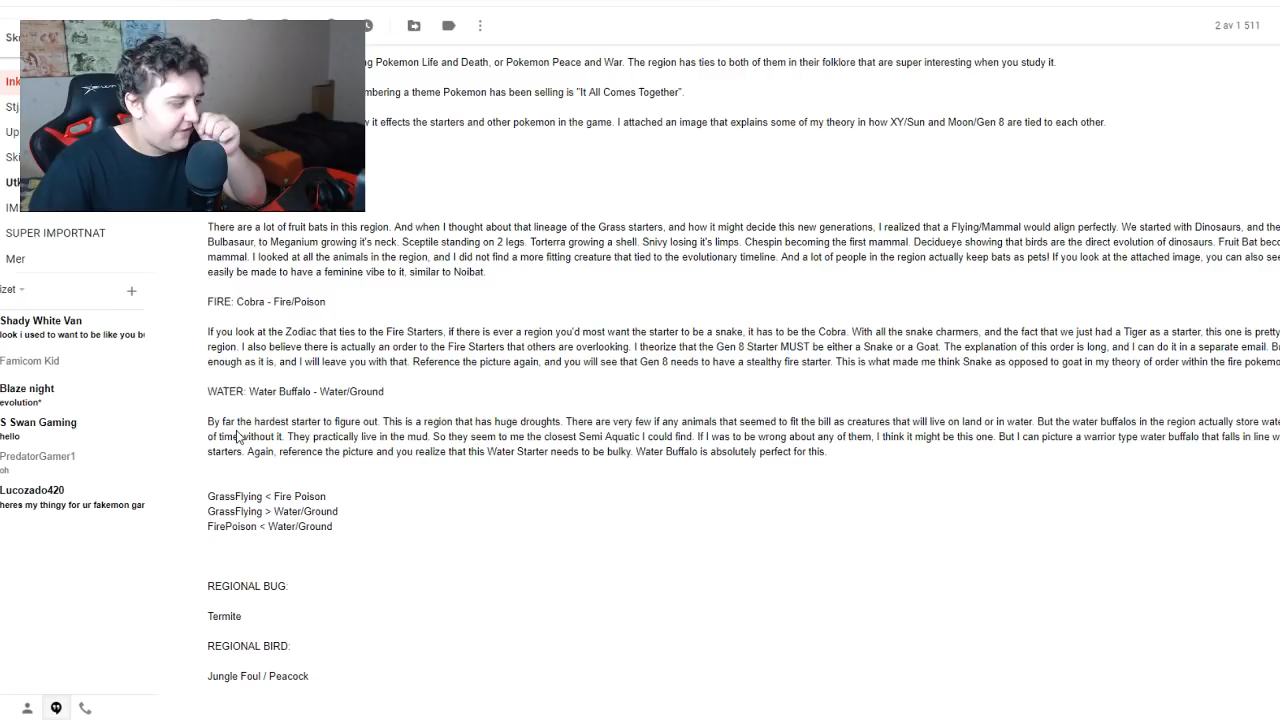 2 av 1 511
Sk
Ink
Stj
Up
Ski
Utk
IM
SUPER IMPORTNAT
Mer
izet
Shady White Van
look i used to want to be like you bu
Famicom Kid
Blaze night
evolution*
'S Swan Gaming
hello
PredatorGamer1
oh
Lucozado420
heres my thingy for ur fakemon gar
ng Pokemon Life and Death, or Pokemon Peace and War. The region has ties to both of them in their folklore that are super interesting when you study it.
mbering a theme Pokemon has been selling is "It All Comes Together".
w it effects the starters and other pokemon in the game. I attached an image that explains some of my theory in how XY/Sun and Moon/Gen 8 are tied to each other.
There are a lot of fruit bats in this region. And when I thought about that lineage of the Grass starters, and how it might decide this new generations, I realized that a Flying/Mammal would align perfectly. We started with Dinosaurs, and the
Bulbasaur, to Meganium growing it's neck. Sceptile standing on 2 legs. Torterra growing a shell. Snivy losing it's limps. Chespin becoming the first mammal. Decidueye showing that birds are the direct evolution of dinosaurs. Fruit Bat beco
mammal. I looked at all the animals in the region, and I did not find a more fitting creature that tied to the evolutionary timeline. And a lot of people in the region actually keep bats as pets! If you look at the attached image, you can also see
easily be made to have a feminine vibe to it, similar to Noibat.
FIRE: Cobra - Fire/Poison
If you look at the Zodiac that ties to the Fire Starters, if there is ever a region you'd most want the starter to be a snake, it has to be the Cobra. With all the snake charmers, and the fact that we just had a Tiger as a starter, this one is pretty
region. I also believe there is actually an order to the Fire Starters that others are overlooking. I theorize that the Gen 8 Starter MUST be either a Snake or a Goat. The explanation of this order is long, and I can do it in a separate email. Bu
enough as it is, and I will leave you with that. Reference the picture again, and you will see that Gen 8 needs to have a stealthy fire starter. This is what made me think Snake as opposed to goat in my theory of order within the fire pokemo
WATER: Water Buffalo - Water/Ground
By far the hardest starter to figure out. This is a region that has huge droughts. There are very few if any animals that seemed to fit the bill as creatures that will live on land or in water. But the water buffalos in the region actually store wate
of time without it. They practically live in the mud. So they seem to me the closest Semi Aquatic I could find. If I was to be wrong about any of them, I think it might be this one. But I can picture a warrior type water buffalo that falls in line w
starters. Again, reference the picture and you realize that this Water Starter needs to be bulky. Water Buffalo is absolutely perfect for this.
GrassFlying < Fire Poison
GrassFlying > Water/Ground
FirePoison < Water/Ground
REGIONAL BUG:
Termite
REGIONAL BIRD:
Jungle Foul / Peacock